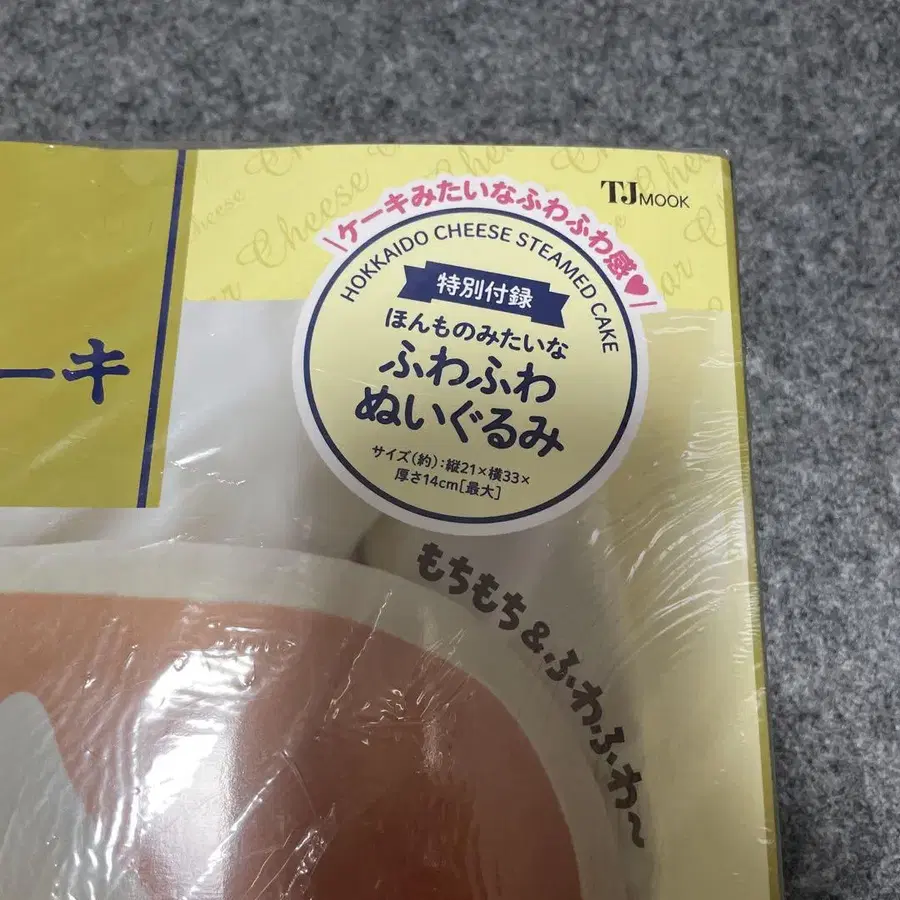 TJ MOOK
\ケーキみたいなふわふわ感♥/
HOKKAIDO CHEESE STEAMED CAKE
特別付録
ほんものみたいな
ふわふわ
ぬいぐるみ
サイズ(約):縦21×横33×
厚さ14cm[最大]
ーキ
もちもち&ふわふわ〜
Cheese
Cheese